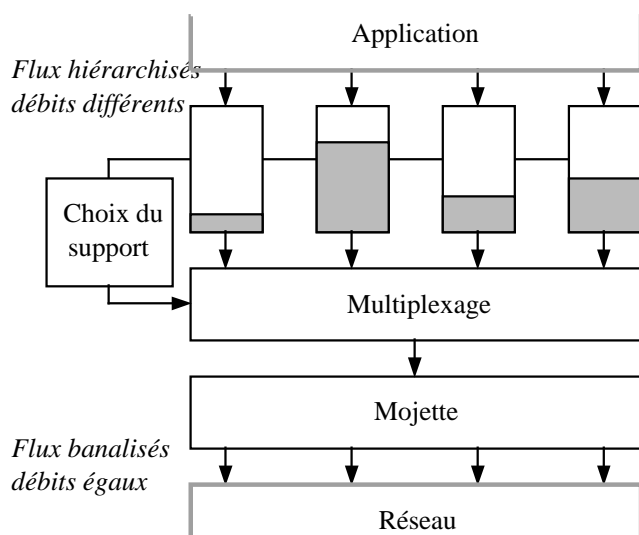 Application
Flux hiérarchisés
débits différents
Choix du
support
Multiplexage
Mojette
Flux banalisés
débits égaux
Réseau